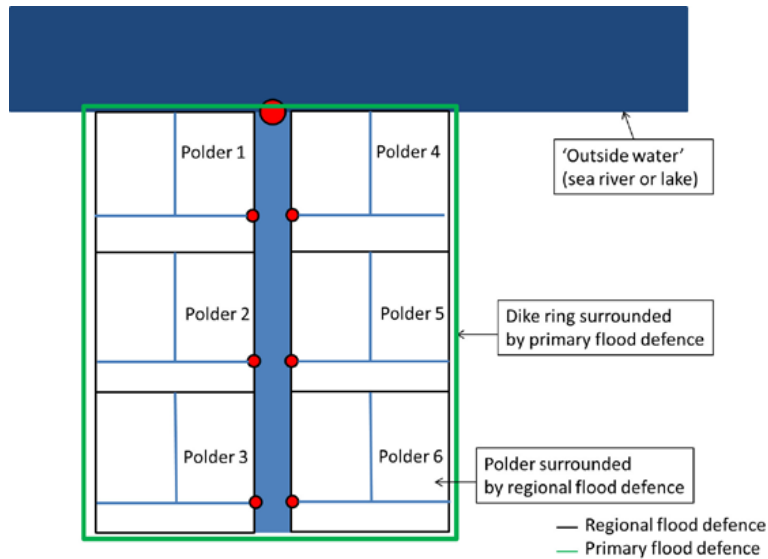 Polder 1
Polder 4
'Outside water'
(sea river or lake)
Polder 2
Polder 5
Dike ring surrounded
by primary flood defence
Polder 3
Polder 6
Polder surrounded
by regional flood defence
Regional flood defence
Primary flood defence